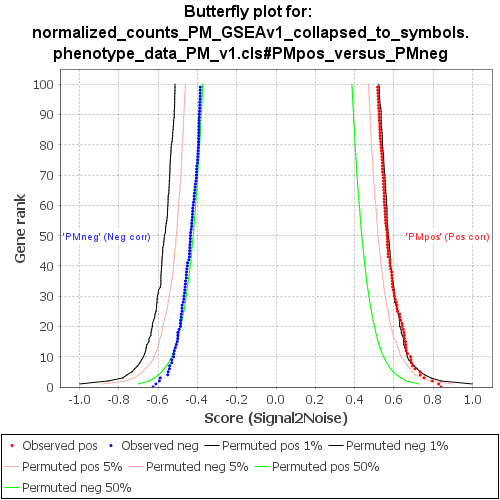 Butterfly plot for:
normalized_counts_PM_GSEAv1_collapsed_to_symbols.
phenotype_data_PM_v1.cls#PMpos_versus_PMneg
Gene rank
100
90
80
70
60
50
40
30
20
10
0
'PMneg' (Neg corr)
'PMpos' (Pos corr)
-1.0 -0.8 -0.6 -0.4 -0.2 0.0 0.2 0.4 0.6 0.8 1.0
Score (Signal2Noise)
Observed pos Observed neg Permuted pos 1% Permuted neg 1%
Permuted pos 5% Permuted neg 5% Permuted pos 50%
Permuted neg 50%